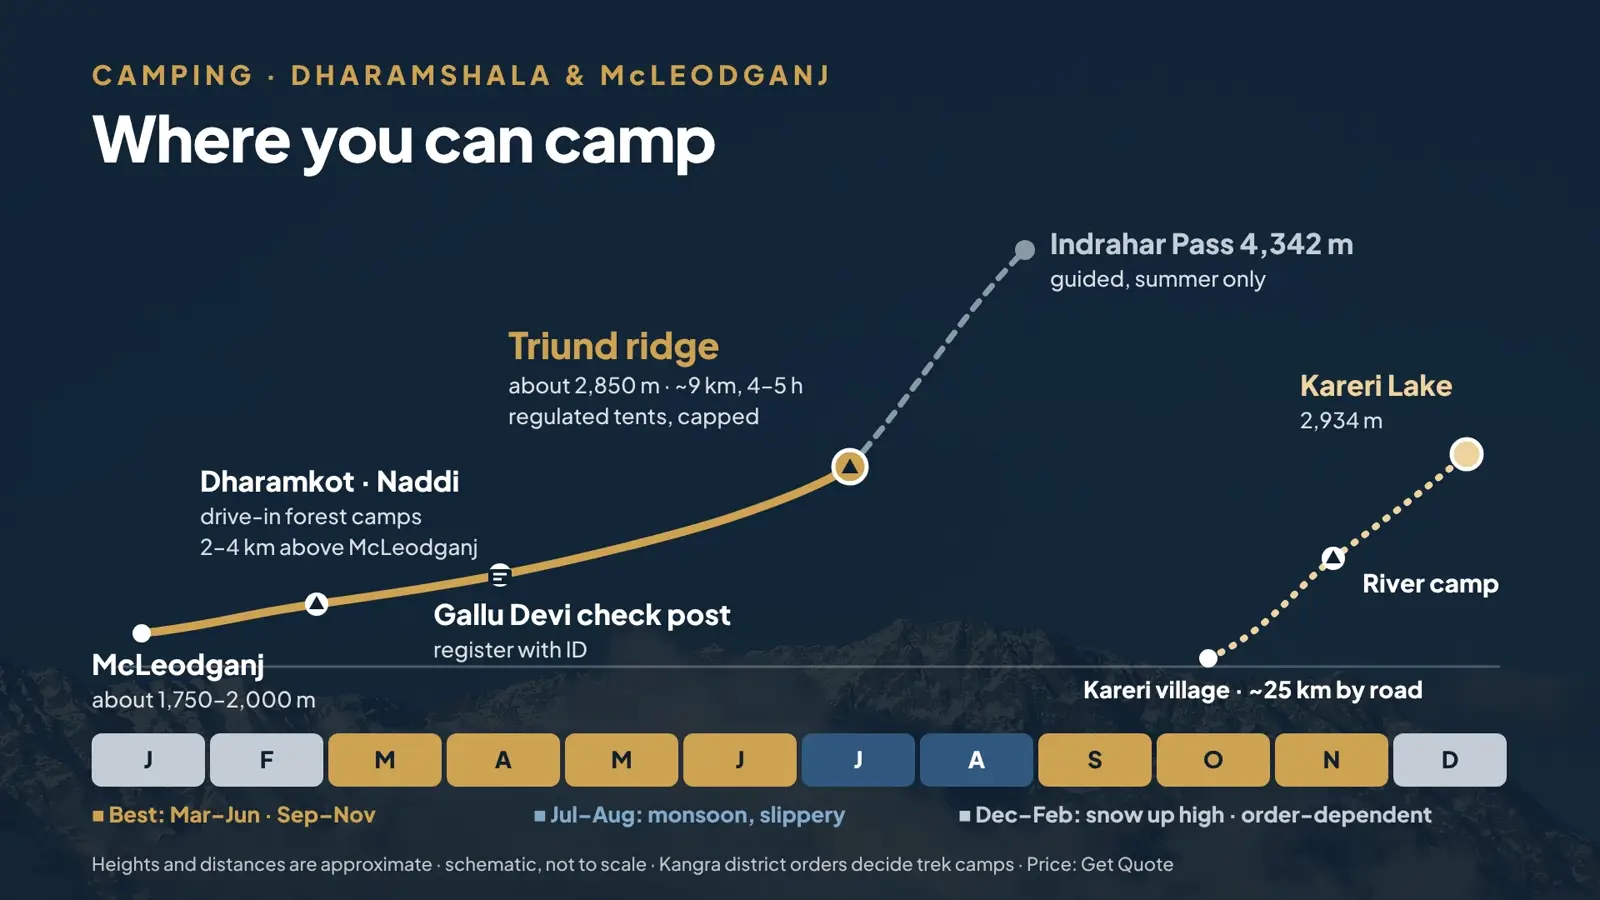 CAMPING · DHARAMSHALA & McLEODGANJ
Where you can camp
Indrahar Pass 4,342 m
guided, summer only
Triund ridge
about 2,850 m · ~9 km, 4–5 h
regulated tents, capped
Kareri Lake
2,934 m
Dharamkot · Naddi
drive-in forest camps
2–4 km above McLeodganj
River camp
Gallu Devi check post
register with ID
McLeodganj
about 1,750–2,000 m
Kareri village · ~25 km by road
J F M A M J J A S O N D
Best: Mar–Jun · Sep–Nov
Jul–Aug: monsoon, slippery
Dec–Feb: snow up high · order-dependent
Heights and distances are approximate · schematic, not to scale · Kangra district orders decide trek camps · Price: Get Quote